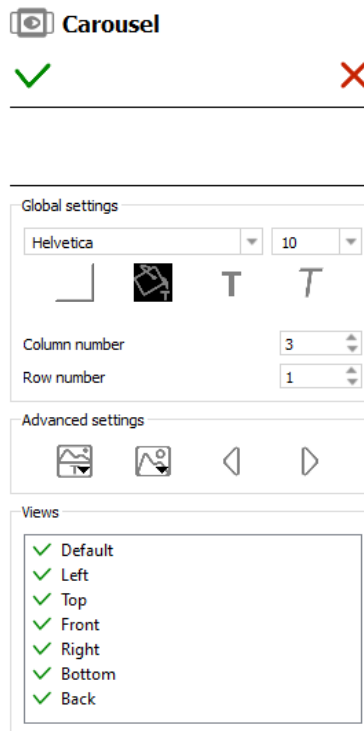 Carousel
Global settings
Helvetica 10
T T
Column number 3
Row number 1
Advanced settings
Views
Default
Left
Top
Front
Right
Bottom
Back